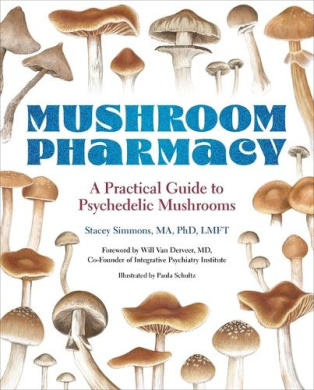 MUSHROOM
PHARMACY
A Practical Guide to
Psychedelic Mushrooms
Stacey Simmons, MA, PhD, LMFT
Foreword by Will Van Derveer, MD,
Co-Founder of Integrative Psychiatry Institute
Illustrated by Paula Schultz